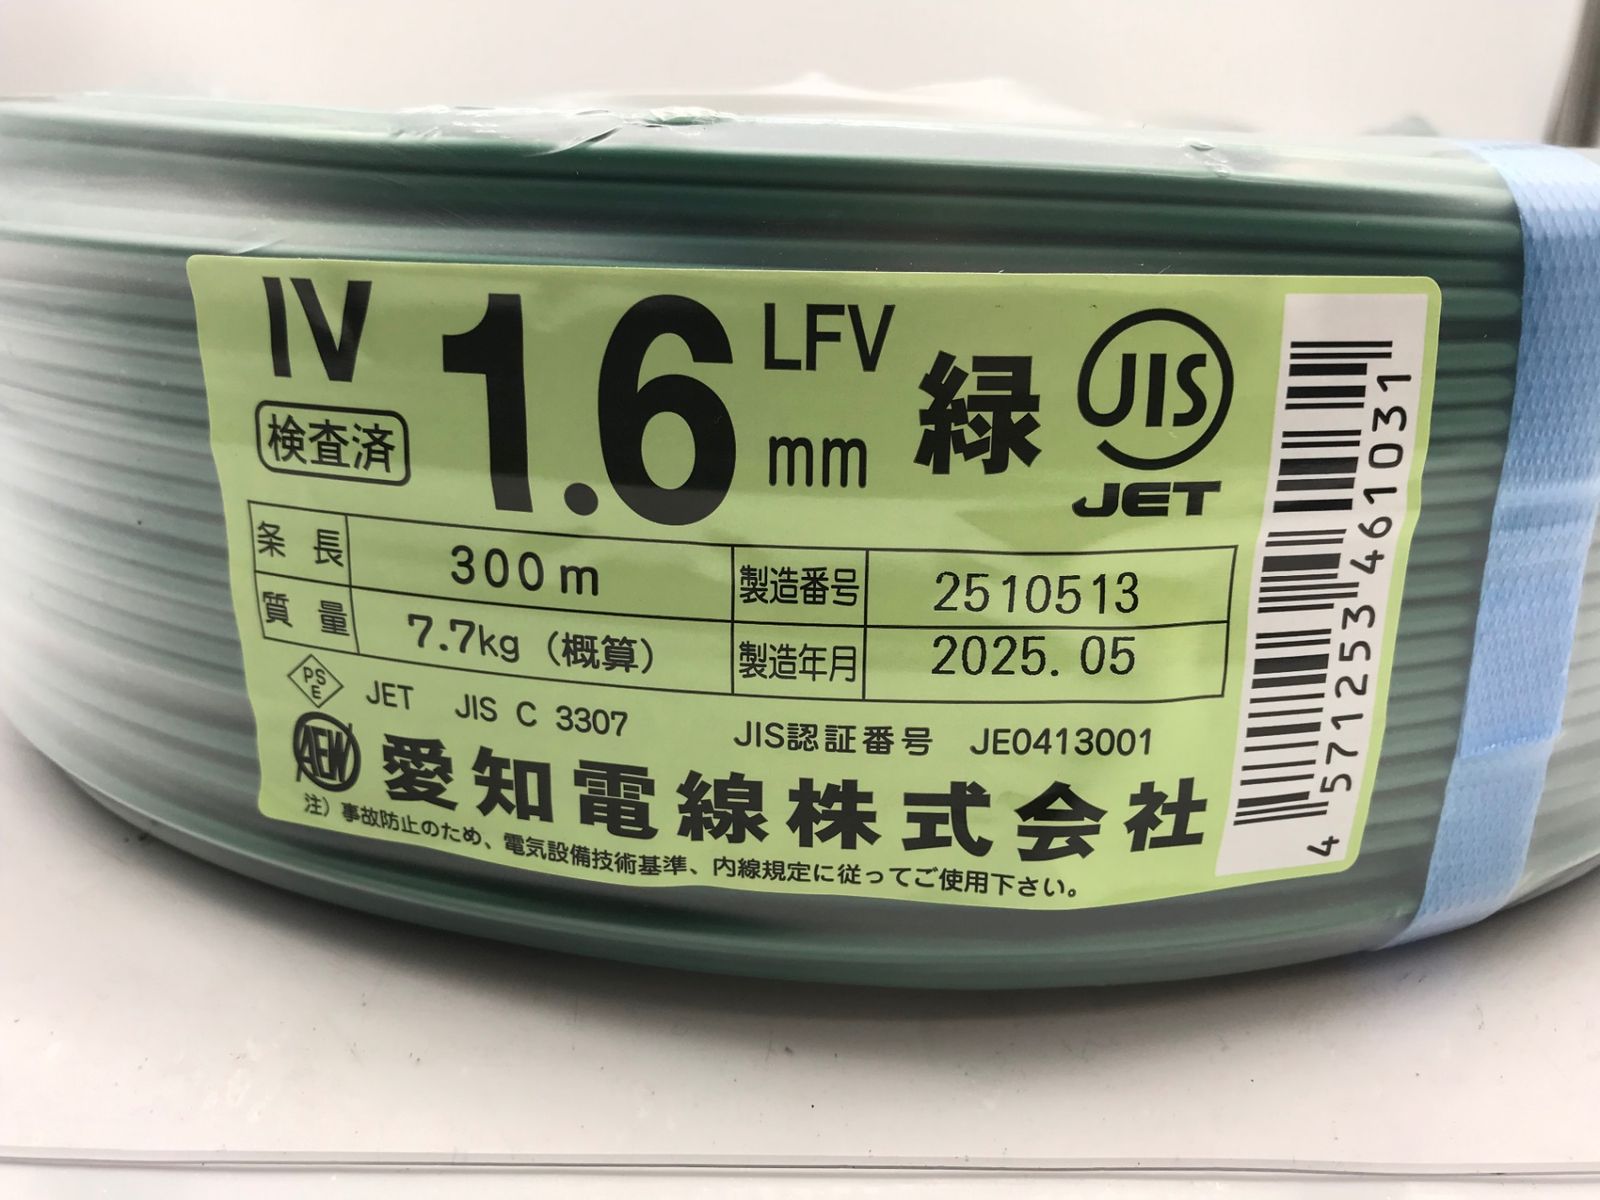 IV 1.6 mm LFV 緑
検査済
JIS
JET
条長 300m 製造番号 2510513
質量 7.7kg (概算) 製造年月 2025.05
PSE JET JIS C 3307 JIS認証番号 JE0413001
AEW 愛知電線株式会社
注)事故防止のため、電気設備技術基準、内線規定に従ってご使用下さい。
4571253461031